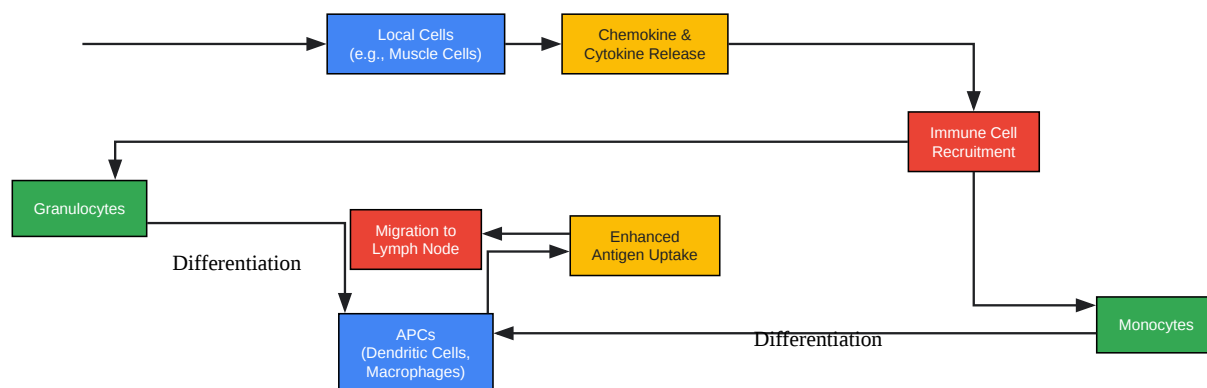 Local Cells
(e.g., Muscle Cells)
Chemokine &
Cytokine Release
Immune Cell
Recruitment
Granulocytes
Migration to
Lymph Node
Enhanced
Antigen Uptake
Differentiation
APCs
(Dendritic Cells,
Macrophages)
Differentiation
Monocytes